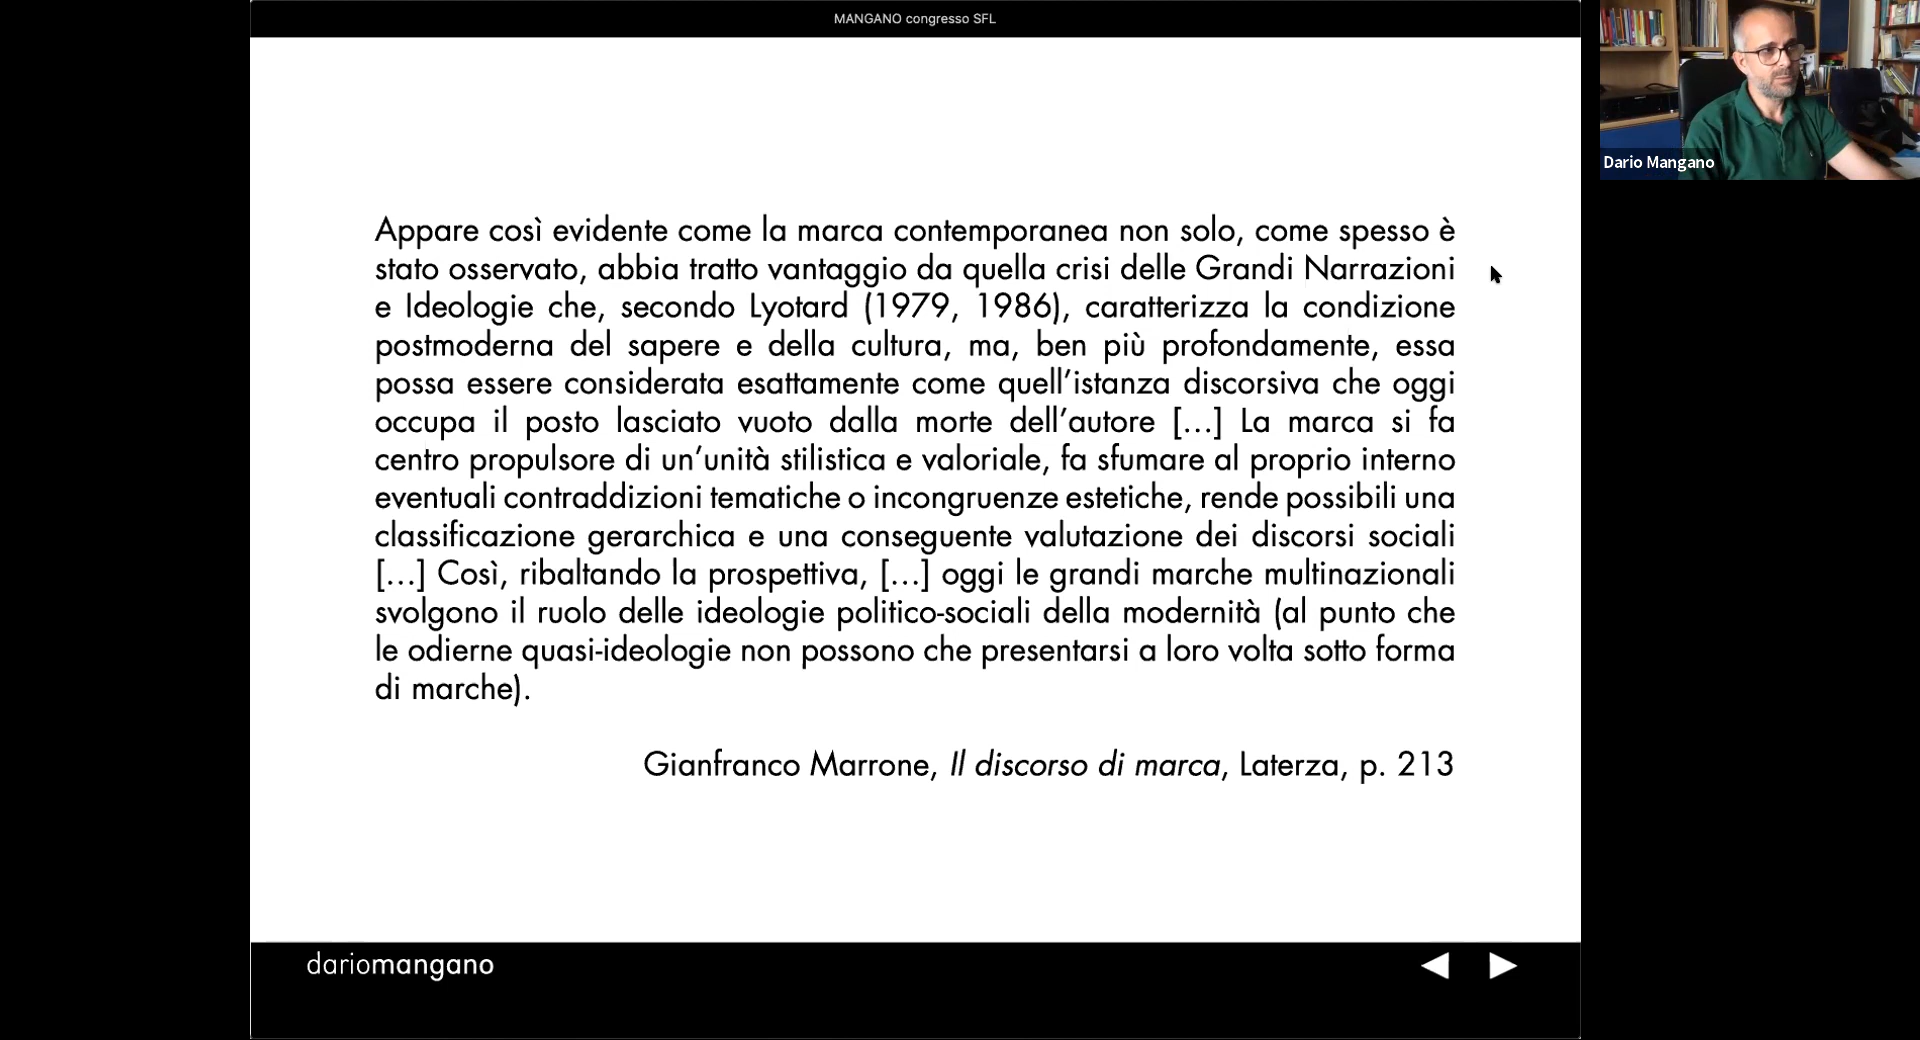 MANGANO congresso SFL
Dario Mangano
Appare così evidente come la marca contemporanea non solo, come spesso è
stato osservato, abbia tratto vantaggio da quella crisi delle Grandi Narrazioni
e Ideologie che, secondo Lyotard (1979, 1986), caratterizza la condizione
postmoderna del sapere e della cultura, ma, ben più profondamente, essa
possa essere considerata esattamente come quell’istanza discorsiva che oggi
occupa il posto lasciato vuoto dalla morte dell’autore [...] La marca si fa
centro propulsore di un’unità stilistica e valoriale, fa sfumare al proprio interno
eventuali contraddizioni tematiche o incongruenze estetiche, rende possibili una
classificazione gerarchica e una conseguente valutazione dei discorsi sociali
[...] Così, ribaltando la prospettiva, [...] oggi le grandi marche multinazionali
svolgono il ruolo delle ideologie politico-sociali della modernità (al punto che
le odierne quasi-ideologie non possono che presentarsi a loro volta sotto forma
di marche).
Gianfranco Marrone, Il discorso di marca, Laterza, p. 213
dariomangano